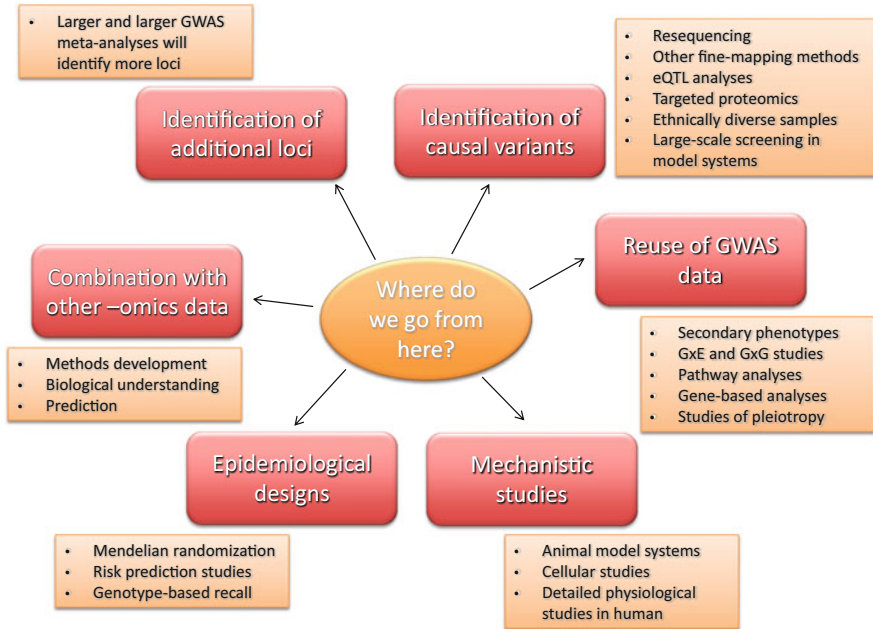 • Larger and larger GWAS
meta-analyses will
identify more loci
Identification of
additional loci
Identification of
causal variants
• Resequencing
• Other fine-mapping methods
• eQTL analyses
• Targeted proteomics
• Ethnically diverse samples
• Large-scale screening in
model systems
Combination with
other –omics data
• Methods development
• Biological understanding
• Prediction
Where do
we go from
here?
Reuse of GWAS
data
• Secondary phenotypes
• GxE and GxG studies
• Pathway analyses
• Gene-based analyses
• Studies of pleiotropy
Epidemiological
designs
• Mendelian randomization
• Risk prediction studies
• Genotype-based recall
Mechanistic
studies
• Animal model systems
• Cellular studies
• Detailed physiological
studies in human